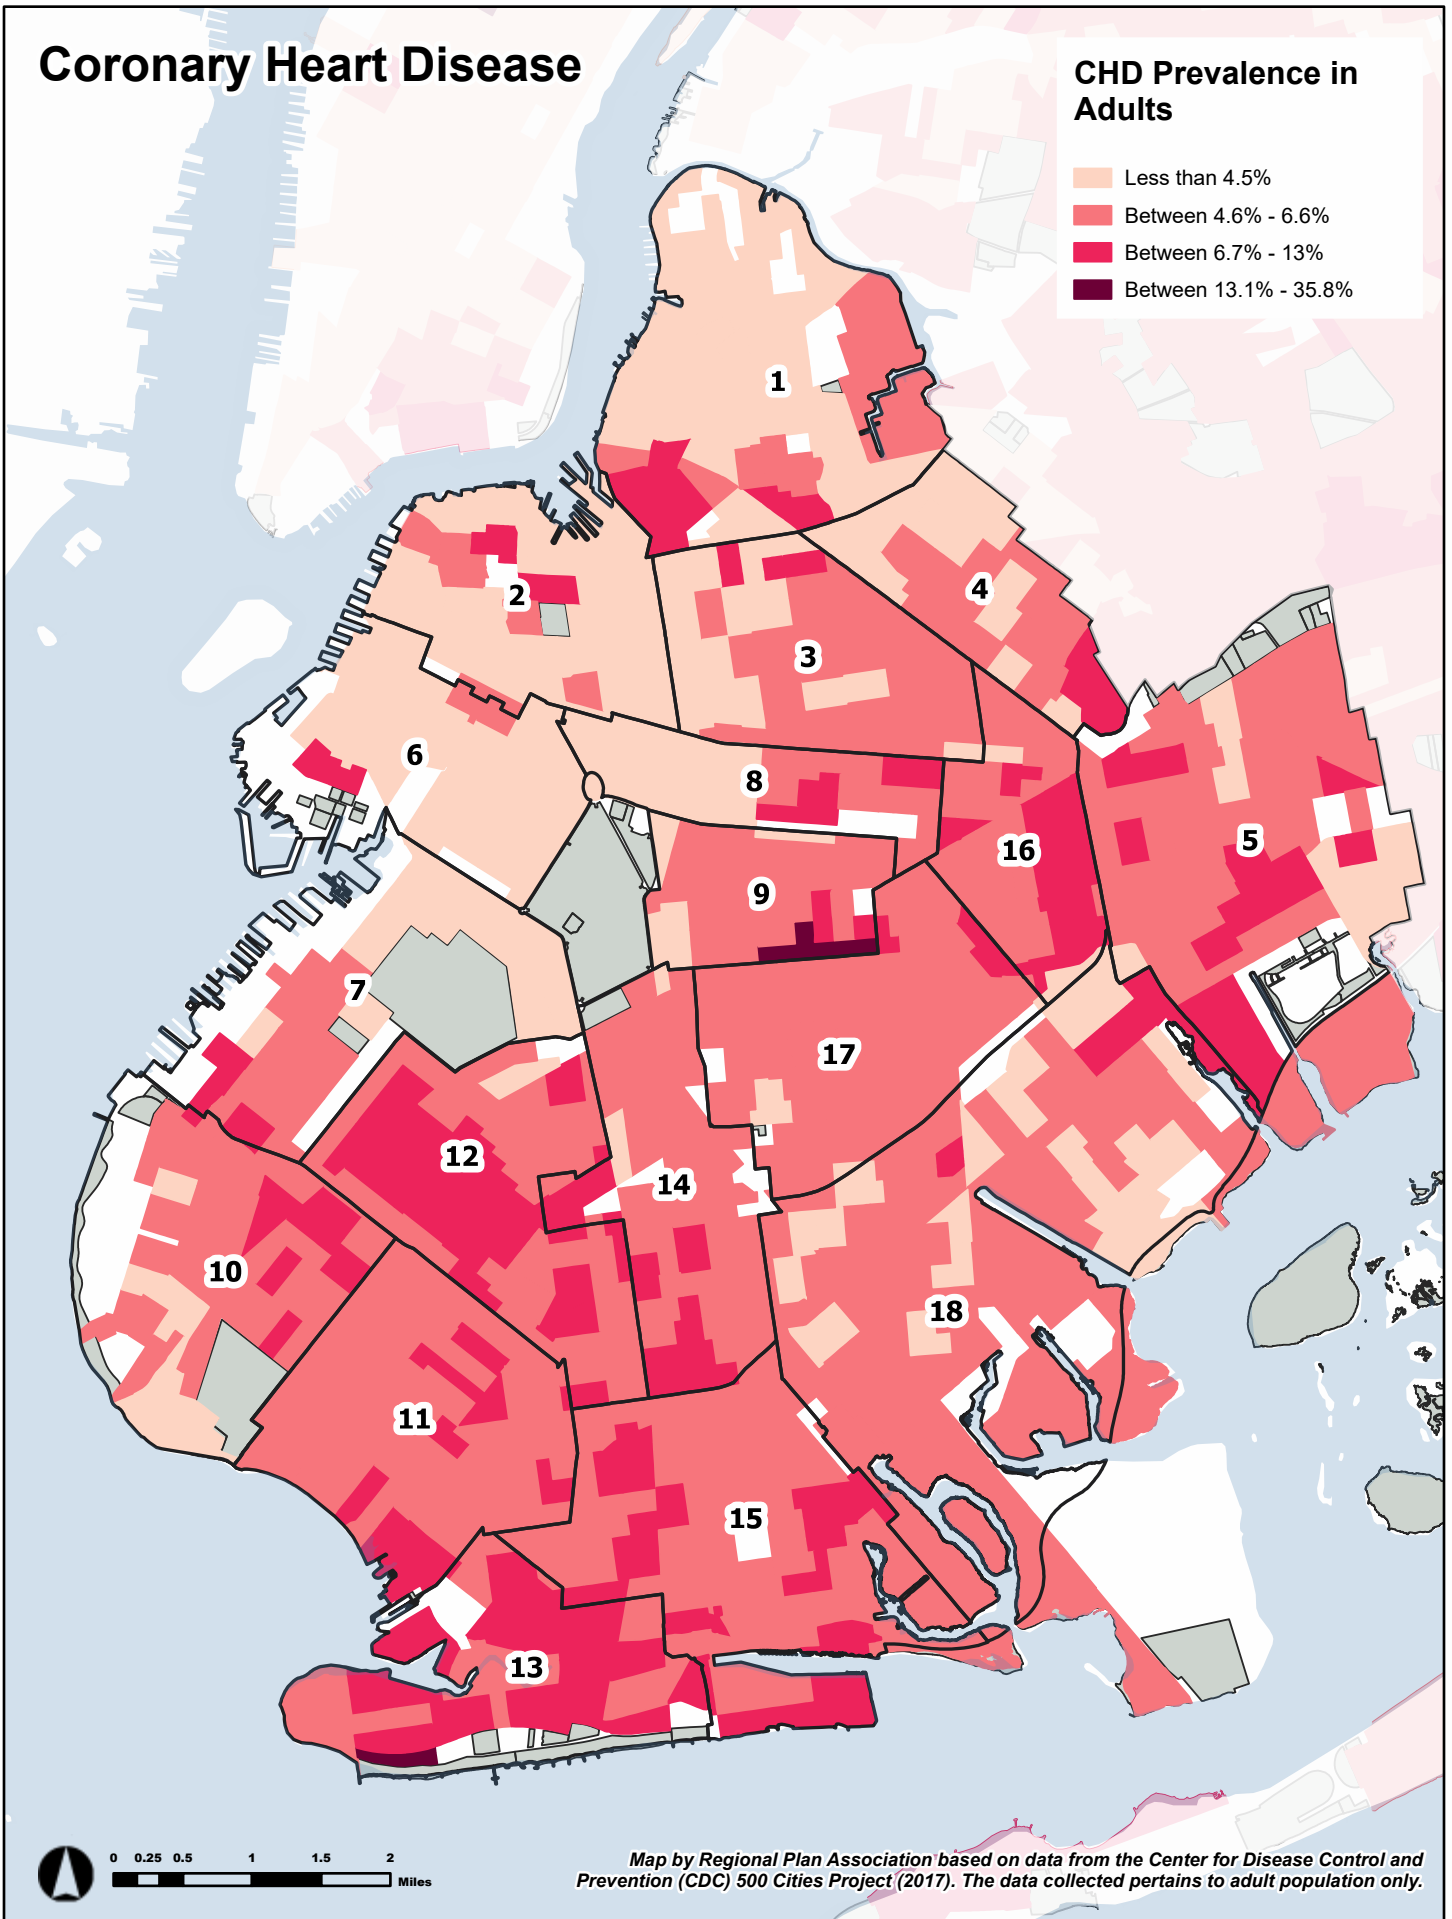 Coronary Heart Disease
CHD Prevalence in
Adults
Less than 4.5%
Between 4.6% - 6.6%
Between 6.7% - 13%
Between 13.1% - 35.8%
1
2
4
3
6
8
5
16
9
7
17
12
14
10
18
11
15
13
0 0.25 0.5 1 1.5 2
Miles
Map by Regional Plan Association based on data from the Center for Disease Control and
Prevention (CDC) 500 Cities Project (2017). The data collected pertains to adult population only.